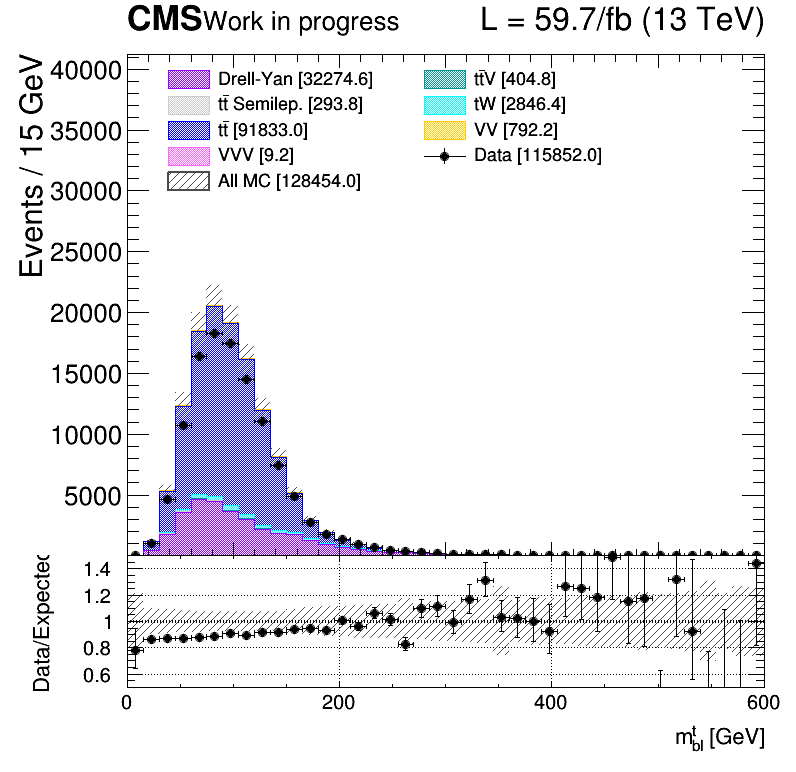 CMS Work in progress L = 59.7/fb (13 TeV)
Events / 15 GeV
40000
35000
30000
25000
20000
15000
10000
5000
Drell-Yan [32274.6]
tt̄ Semilep. [293.8]
tt̄ [91833.0]
VVV [9.2]
All MC [128454.0]
tt̄V [404.8]
tW [2846.4]
VV [792.2]
Data [115852.0]
Data/Expected
1.4
1.2
1
0.8
0.6
0 200 400 600
m^t_bl [GeV]